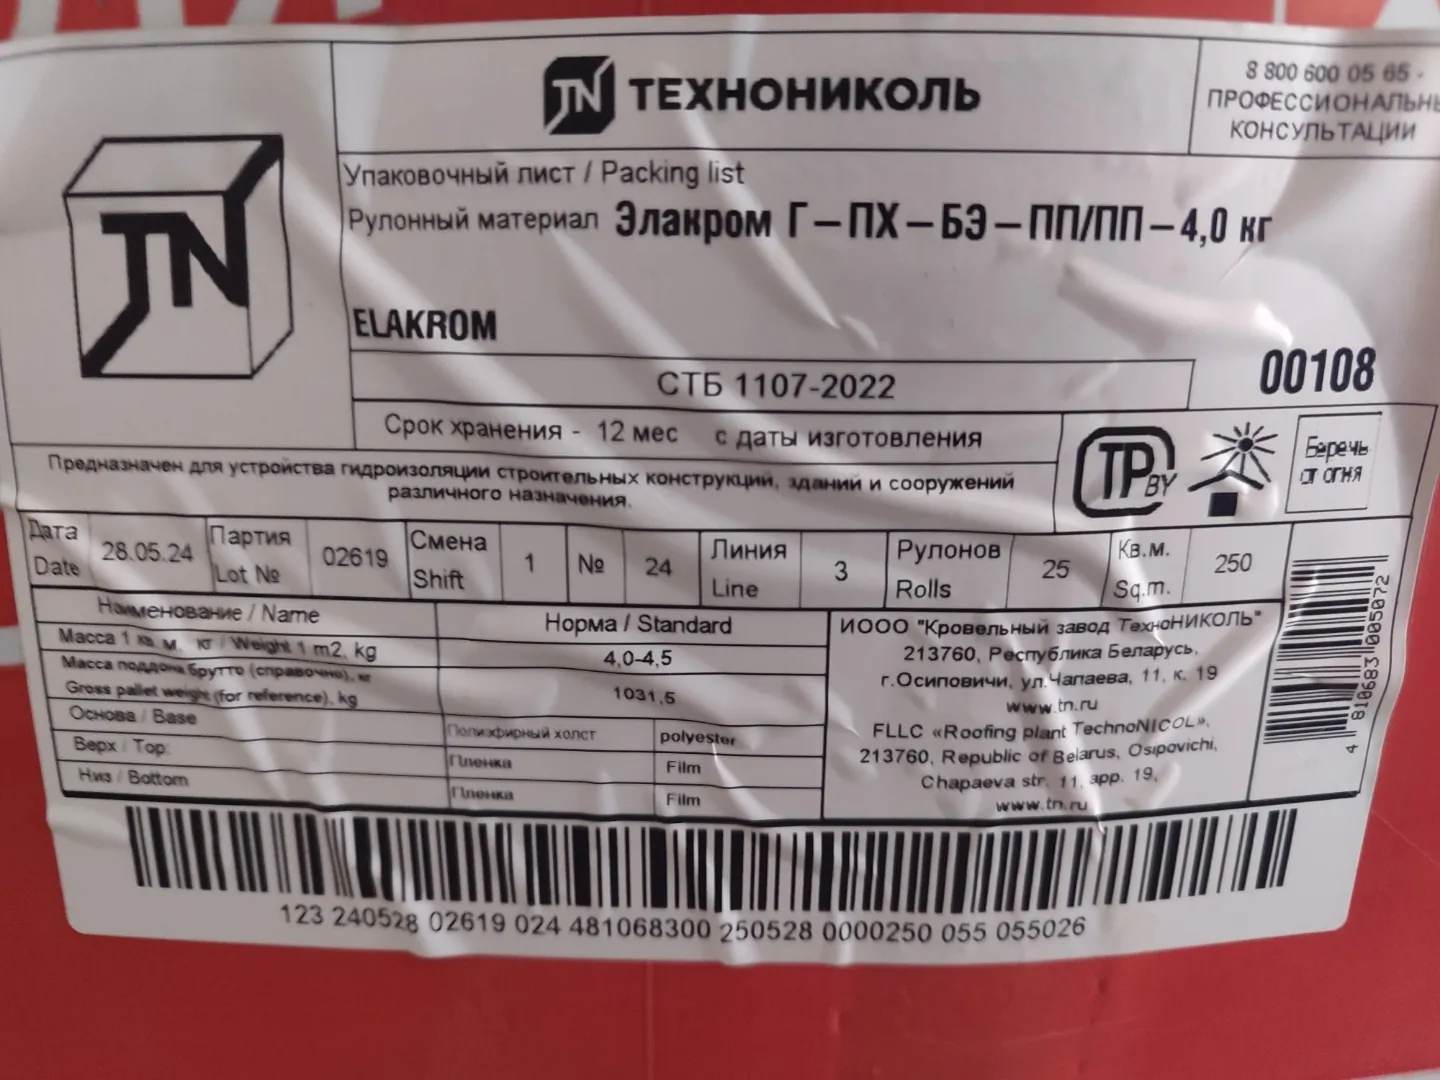 TN ТЕХНОНИКОЛЬ
8 800 600 05 65 -
ПРОФЕССИОНАЛЬНЫ
КОНСУЛЬТАЦИИ
TN
Упаковочный лист / Packing list
Рулонный материал Элакром Г-ПХ-БЭ-ПП/ПП-4,0 кг
ELAKROM
00108
СТБ 1107-2022
Срок хранения - 12 мес с даты изготовления
Предназначен для устройства гидроизоляции строительных конструкций, зданий и сооружений
различного назначения.
ТР BY
Беречь
от огня
Дата
Date
28.05.24
Партия
Lot №
02619
Смена
Shift
1
№
24
Линия
Line
3
Рулонов
Rolls
25
Кв.м.
Sq.m.
250
Наименование / Name
Норма / Standard
Масса 1 кв. м, кг / Weight 1 m2, kg
4,0-4,5
Масса поддона брутто (справочно), кг
Gross pallet weight (for reference), kg
1031,5
Основа / Base
Полиэфирный холст
polyester
Верх / Top:
Пленка
Film
Низ / Bottom
Пленка
Film
ИООО "Кровельный завод ТехноНИКОЛЬ"
213760, Республика Беларусь,
г.Осиповичи, ул.Чапаева, 11, к. 19
www.tn.ru
FLLC «Roofing plant TechnoNICOL»,
213760, Republic of Belarus, Osipovichi,
Chapaeva str. 11, app. 19,
www.tn.ru
4 810683 005072
123 240528 02619 024 481068300 250528 0000250 055 055026